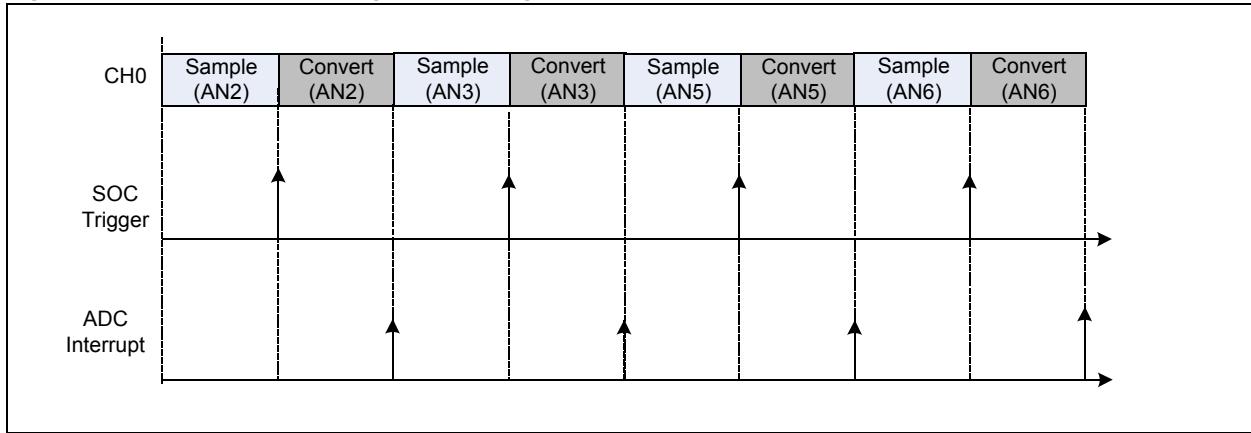 CH0
Sample
(AN2)
Convert
(AN2)
Sample
(AN3)
Convert
(AN3)
Sample
(AN5)
Convert
(AN5)
Sample
(AN6)
Convert
(AN6)
SOC
Trigger
ADC
Interrupt